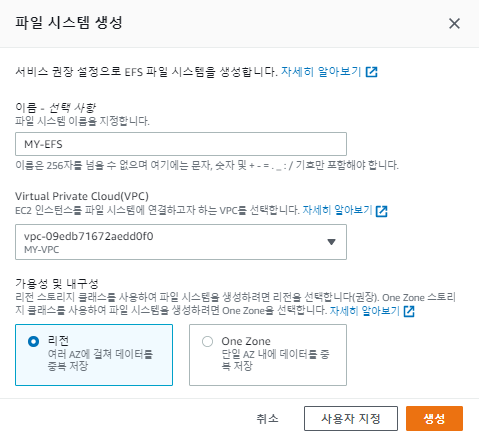 파일 시스템 생성
서비스 권장 설정으로 EFS 파일 시스템을 생성합니다. 자세히 알아보기
이름 - 선택 사항
파일 시스템 이름을 지정합니다.
MY-EFS
이름은 256자를 넘을 수 없으며 여기에는 문자, 숫자 및 + - = . _ : / 기호만 포함해야 합니다.
Virtual Private Cloud(VPC)
EC2 인스턴스를 파일 시스템에 연결하고자 하는 VPC를 선택합니다. 자세히 알아보기
vpc-09edb71672aedd0f0
MY-VPC
가용성 및 내구성
리전 스토리지 클래스를 사용하여 파일 시스템을 생성하려면 리전을 선택합니다(권장). One Zone 스토리
지 클래스를 사용하여 파일 시스템을 생성하려면 One Zone을 선택합니다. 자세히 알아보기
리전
여러 AZ에 걸쳐 데이터를
중복 저장
One Zone
단일 AZ 내에 데이터를 중
복 저장
취소
사용자 지정
생성